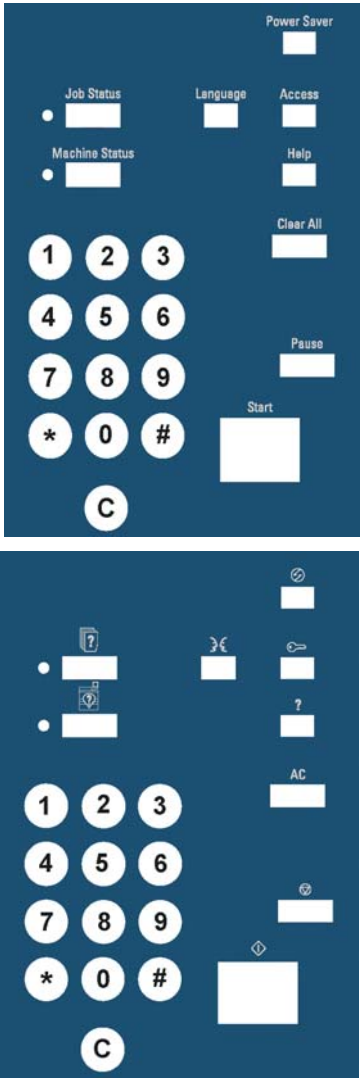 Power Saver
Job Status Language Access
Machine Status Help
Clear All
1 2 3
4 5 6
Pause
7 8 9
Start
* 0 #
C
?
?
?
AC
1 2 3
4 5 6
7 8 9
* 0 #
C